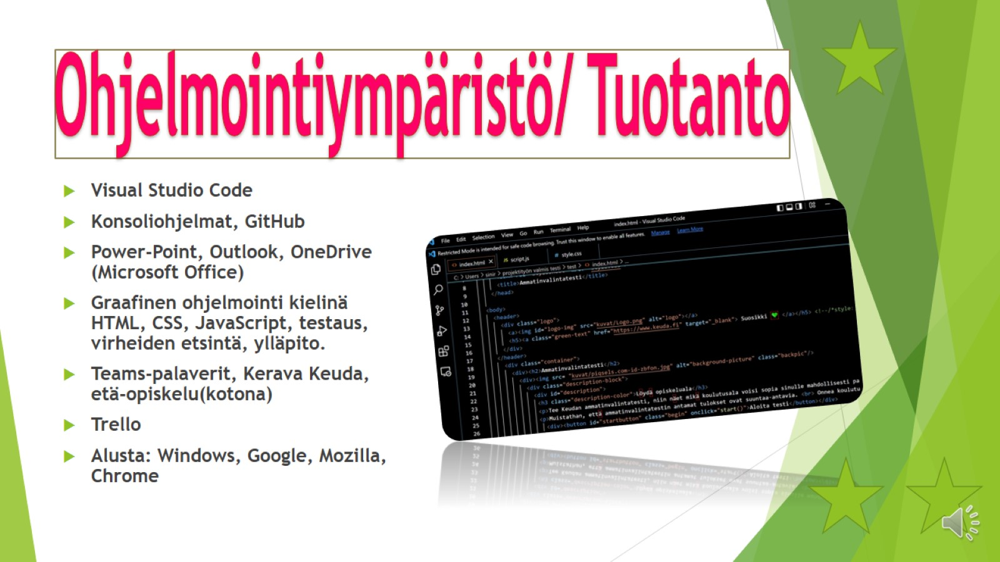 Ohjelmointiympäristö/ Tuotanto
Visual Studio Code
Konsoliohjelmat, GitHub
Power-Point, Outlook, OneDrive
(Microsoft Office)
Graafinen ohjelmointi kielinä
HTML, CSS, JavaScript, testaus,
virheiden etsintä, ylläpito.
Teams-palaverit, Kerava Keuda,
etä-opiskelu(kotona)
Trello
Alusta: Windows, Google, Mozilla,
Chrome
File Edit Selection View Go Run Terminal Help index.html - Visual Studio Code
Restricted Mode is intended for safe code browsing. Trust this window to enable all features. Manage Learn More
index.html script.js style.css
C: > Users > sinir > projektityön valmis testi > test > index.html > ...
8 <title>Ammatinvalintatesti</title>
9 </head>
10
11 <body>
12 <header>
13 <div class="logo">
14 <a><img id="logo-img" src="kuvat/Logo.png" alt="logo"></a>
15 <h5><a class="green-text" href="https://www.keuda.fi" target="_blank"> Suosikki 💚 </a></h5> <!--/*style:
16 </div>
17 </header>
18 <div class="container">
19 <div><h2>Ammatinvalintatesti</h2>
20 <div><img src= "kuvat/piqsels.com-id-zbfon.jpg" alt="background-picture" class="backpic"/>
21 <div class="description-block">
22 <div id="description">
23 <h3 class="description-color">Löydä opiskeluala</h3>
24 <p>Tee Keudan ammatinvalintatesti, niin näet mikä koulutusala voisi sopia sinulle mahdollisesti pa
25 <p>Muistathan, että ammatinvalintatestin antamat tulokset ovat suuntaa-antavia. <br> Onnea koulutu
26 <div><button id="startbutton" class="begin" onclick="start()">Aloita testi</button></div>